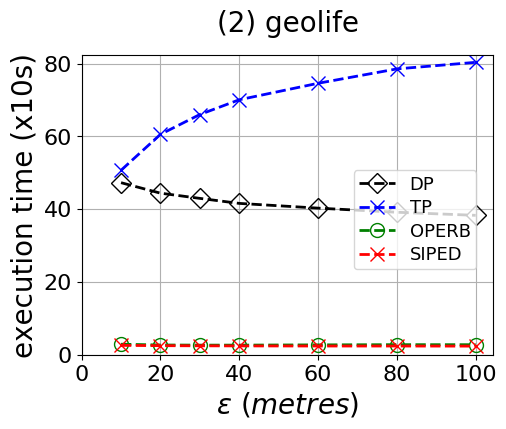 (2) geolife
execution time (x10s)
80
60
40
20
0
0 20 40 60 80 100
ε (metres)
DP
TP
OPERB
SIPED